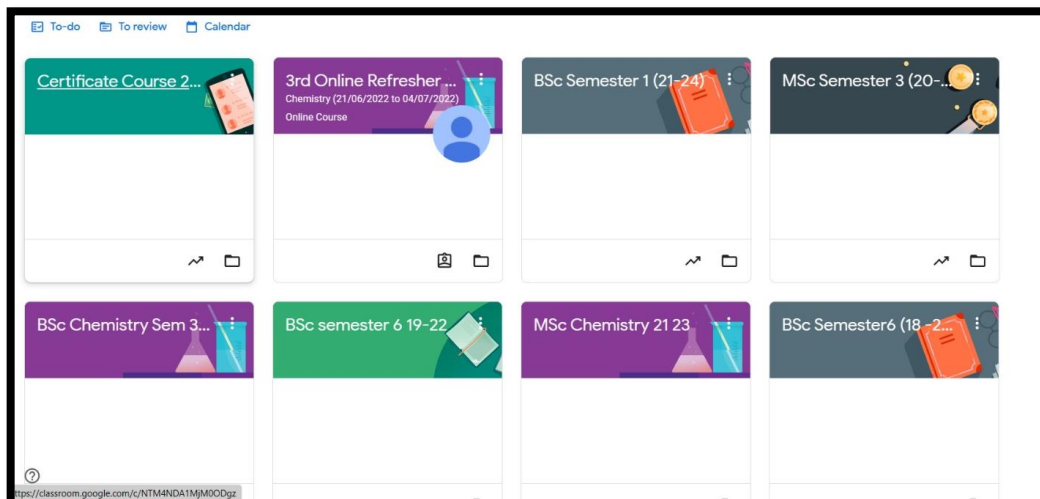 To-do To review Calendar
Certificate Course 2...
3rd Online Refresher ...
Chemistry (21/06/2022 to 04/07/2022)
Online Course
BSc Semester 1 (21-24)
MSc Semester 3 (20-...
BSc Chemistry Sem 3...
BSc semester 6 19-22
MSc Chemistry 21 23
BSc Semester6 (18 -2...
ttps://classroom.google.com/c/NTM4NDA1MjM0ODgz